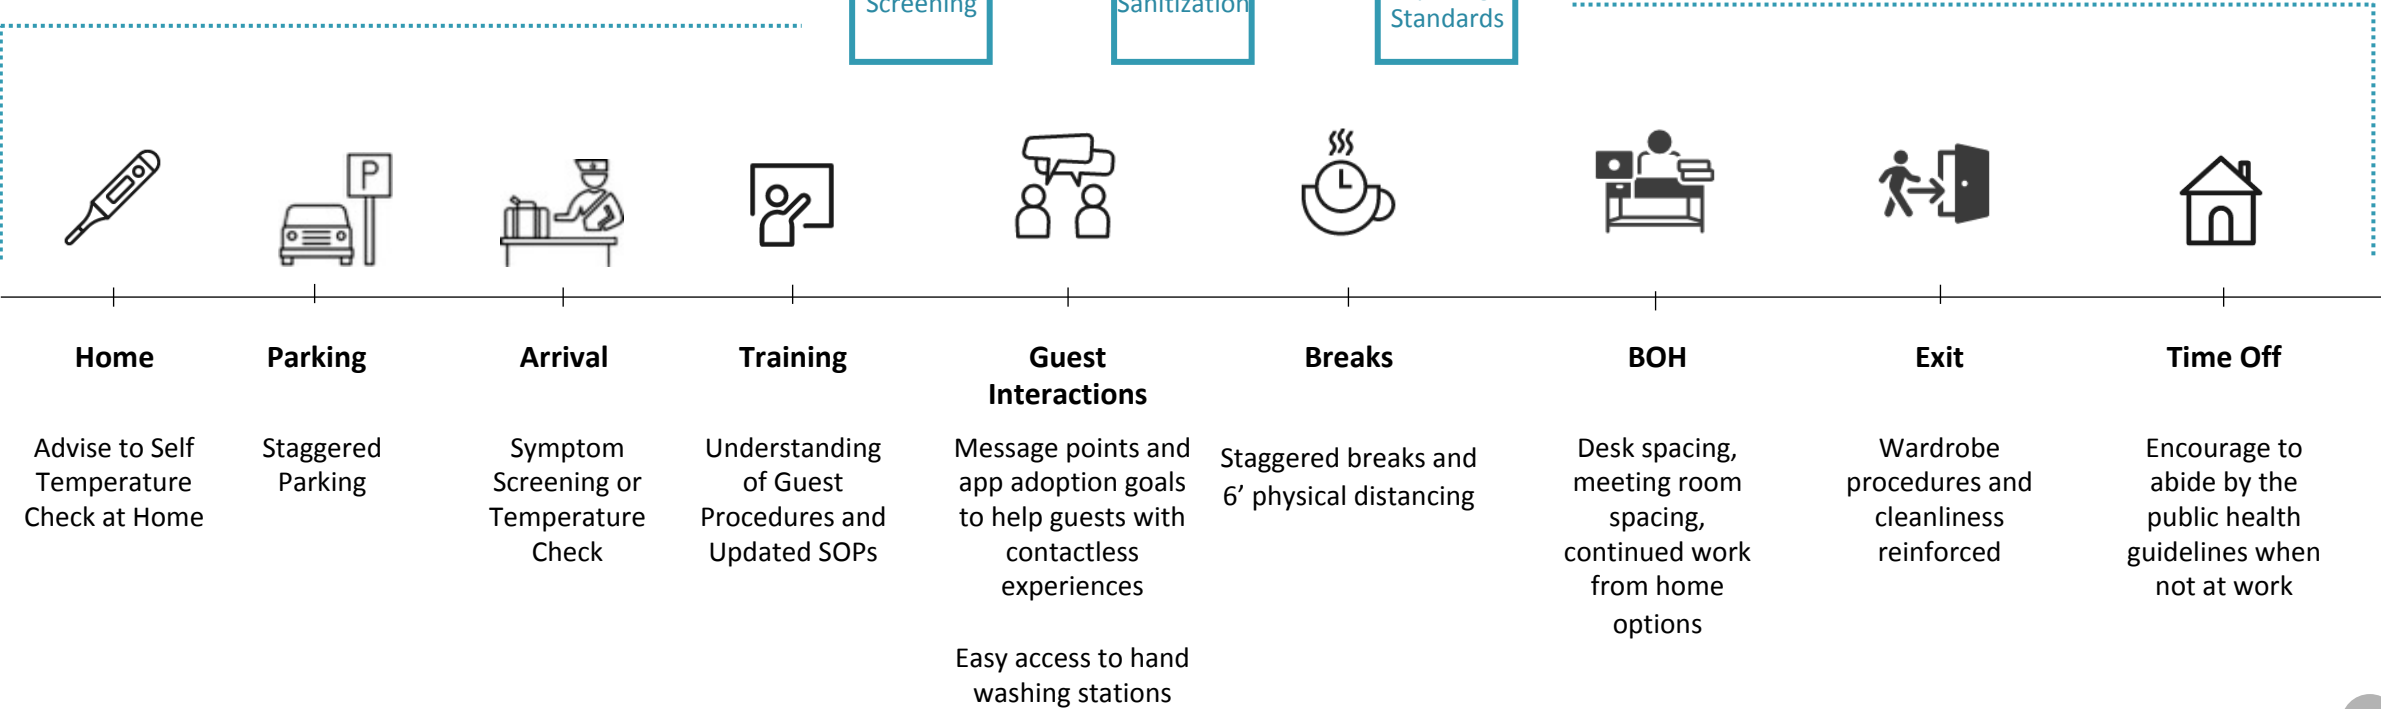 Screening
Sanitization
Standards
P
Home
Advise to Self
Temperature
Check at Home
Parking
Staggered
Parking
Arrival
Symptom
Screening or
Temperature
Check
Training
Understanding
of Guest
Procedures and
Updated SOPs
Guest
Interactions
Message points and
app adoption goals
to help guests with
contactless
experiences
Easy access to hand
washing stations
Breaks
Staggered breaks and
6’ physical distancing
BOH
Desk spacing,
meeting room
spacing,
continued work
from home
options
Exit
Wardrobe
procedures and
cleanliness
reinforced
Time Off
Encourage to
abide by the
public health
guidelines when
not at work